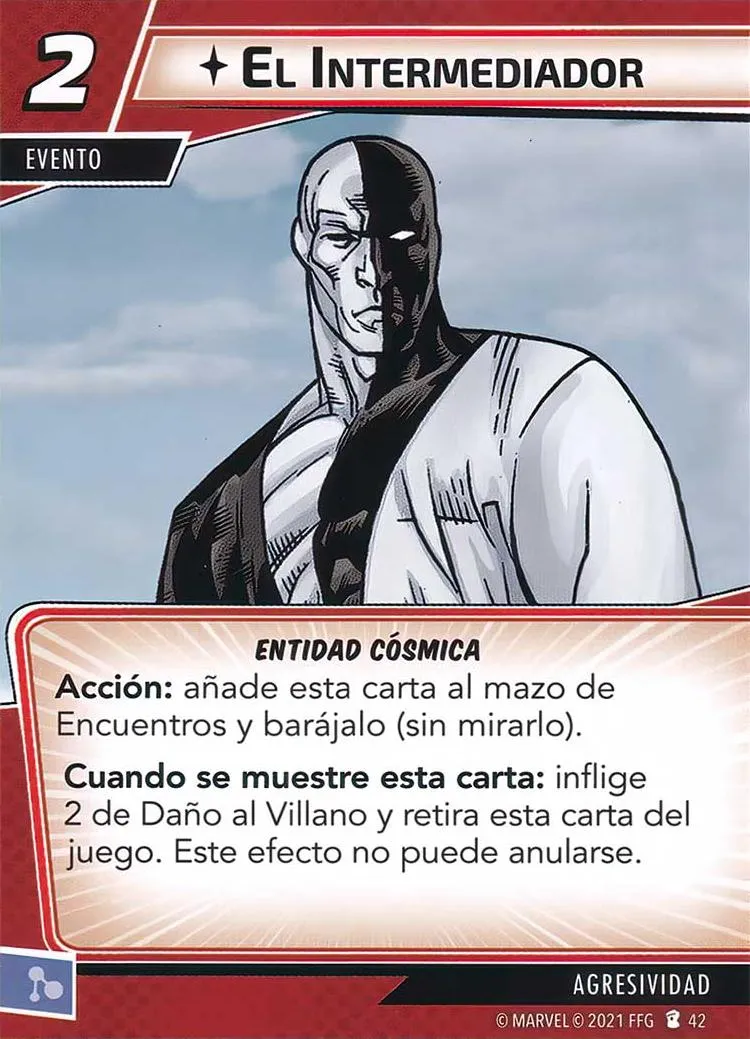 2
El Intermediador
EVENTO
ENTIDAD CÓSMICA
Acción: añade esta carta al mazo de
Encuentros y barájalo (sin mirarlo).
Cuando se muestre esta carta: inflige
2 de Daño al Villano y retira esta carta del
juego. Este efecto no puede anularse.
AGRESIVIDAD
© MARVEL © 2021 FFG 42